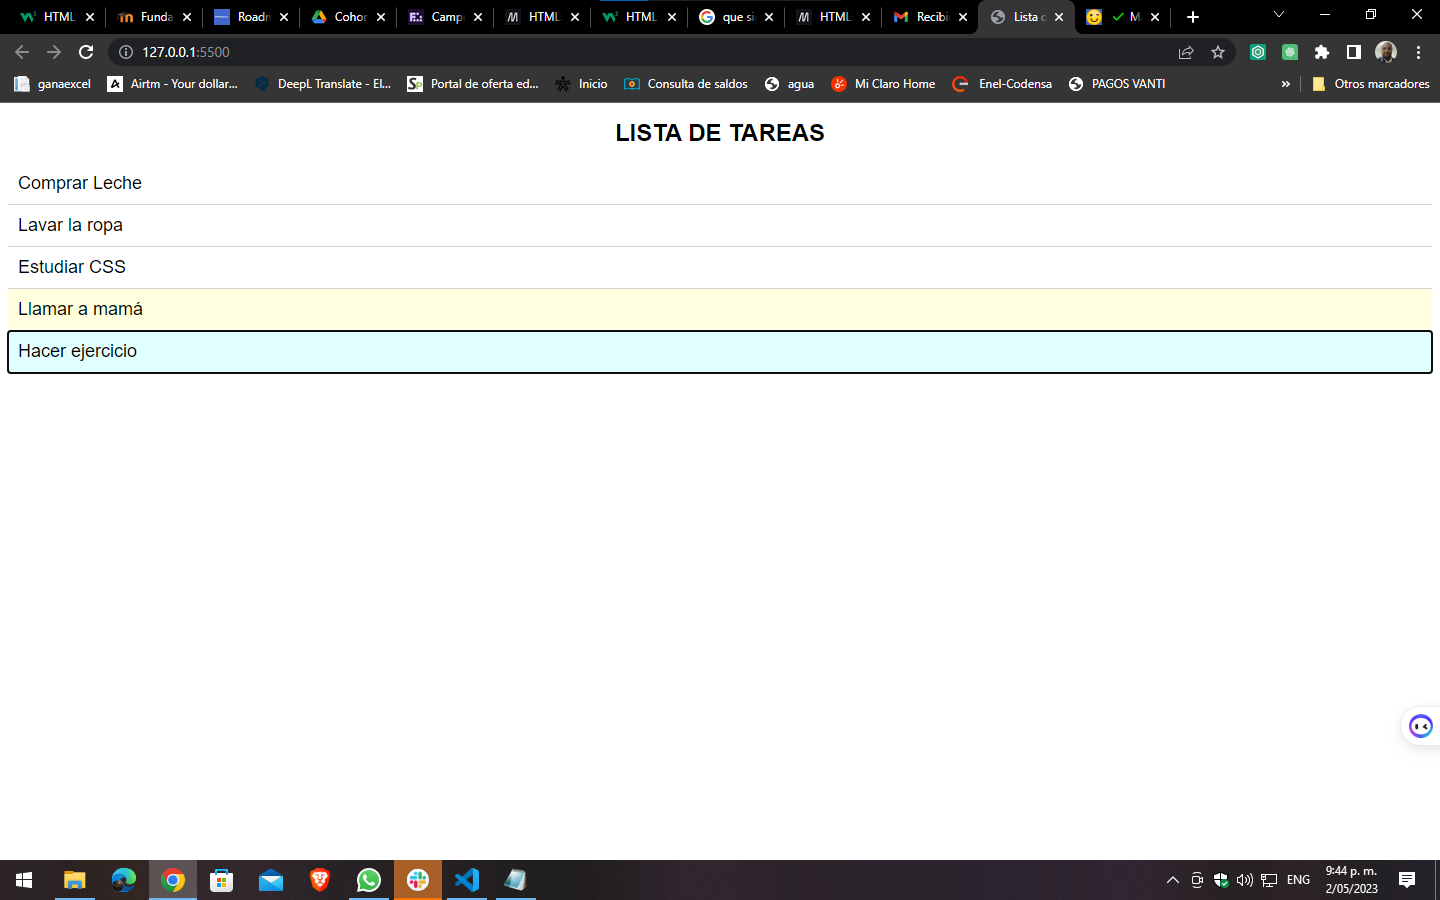 HTML
Funda
Roadn
Cohor
Camp
HTML
HTML
que si
HTML
Recibi
Lista d
M
127.0.0.1:5500
ganaexcel
Airtm - Your dollar...
DeepL Translate - El...
Portal de oferta ed...
Inicio
Consulta de saldos
agua
Mi Claro Home
Enel-Codensa
PAGOS VANTI
»
Otros marcadores
LISTA DE TAREAS
Comprar Leche
Lavar la ropa
Estudiar CSS
Llamar a mamá
Hacer ejercicio
ENG
9:44 p. m.
2/05/2023